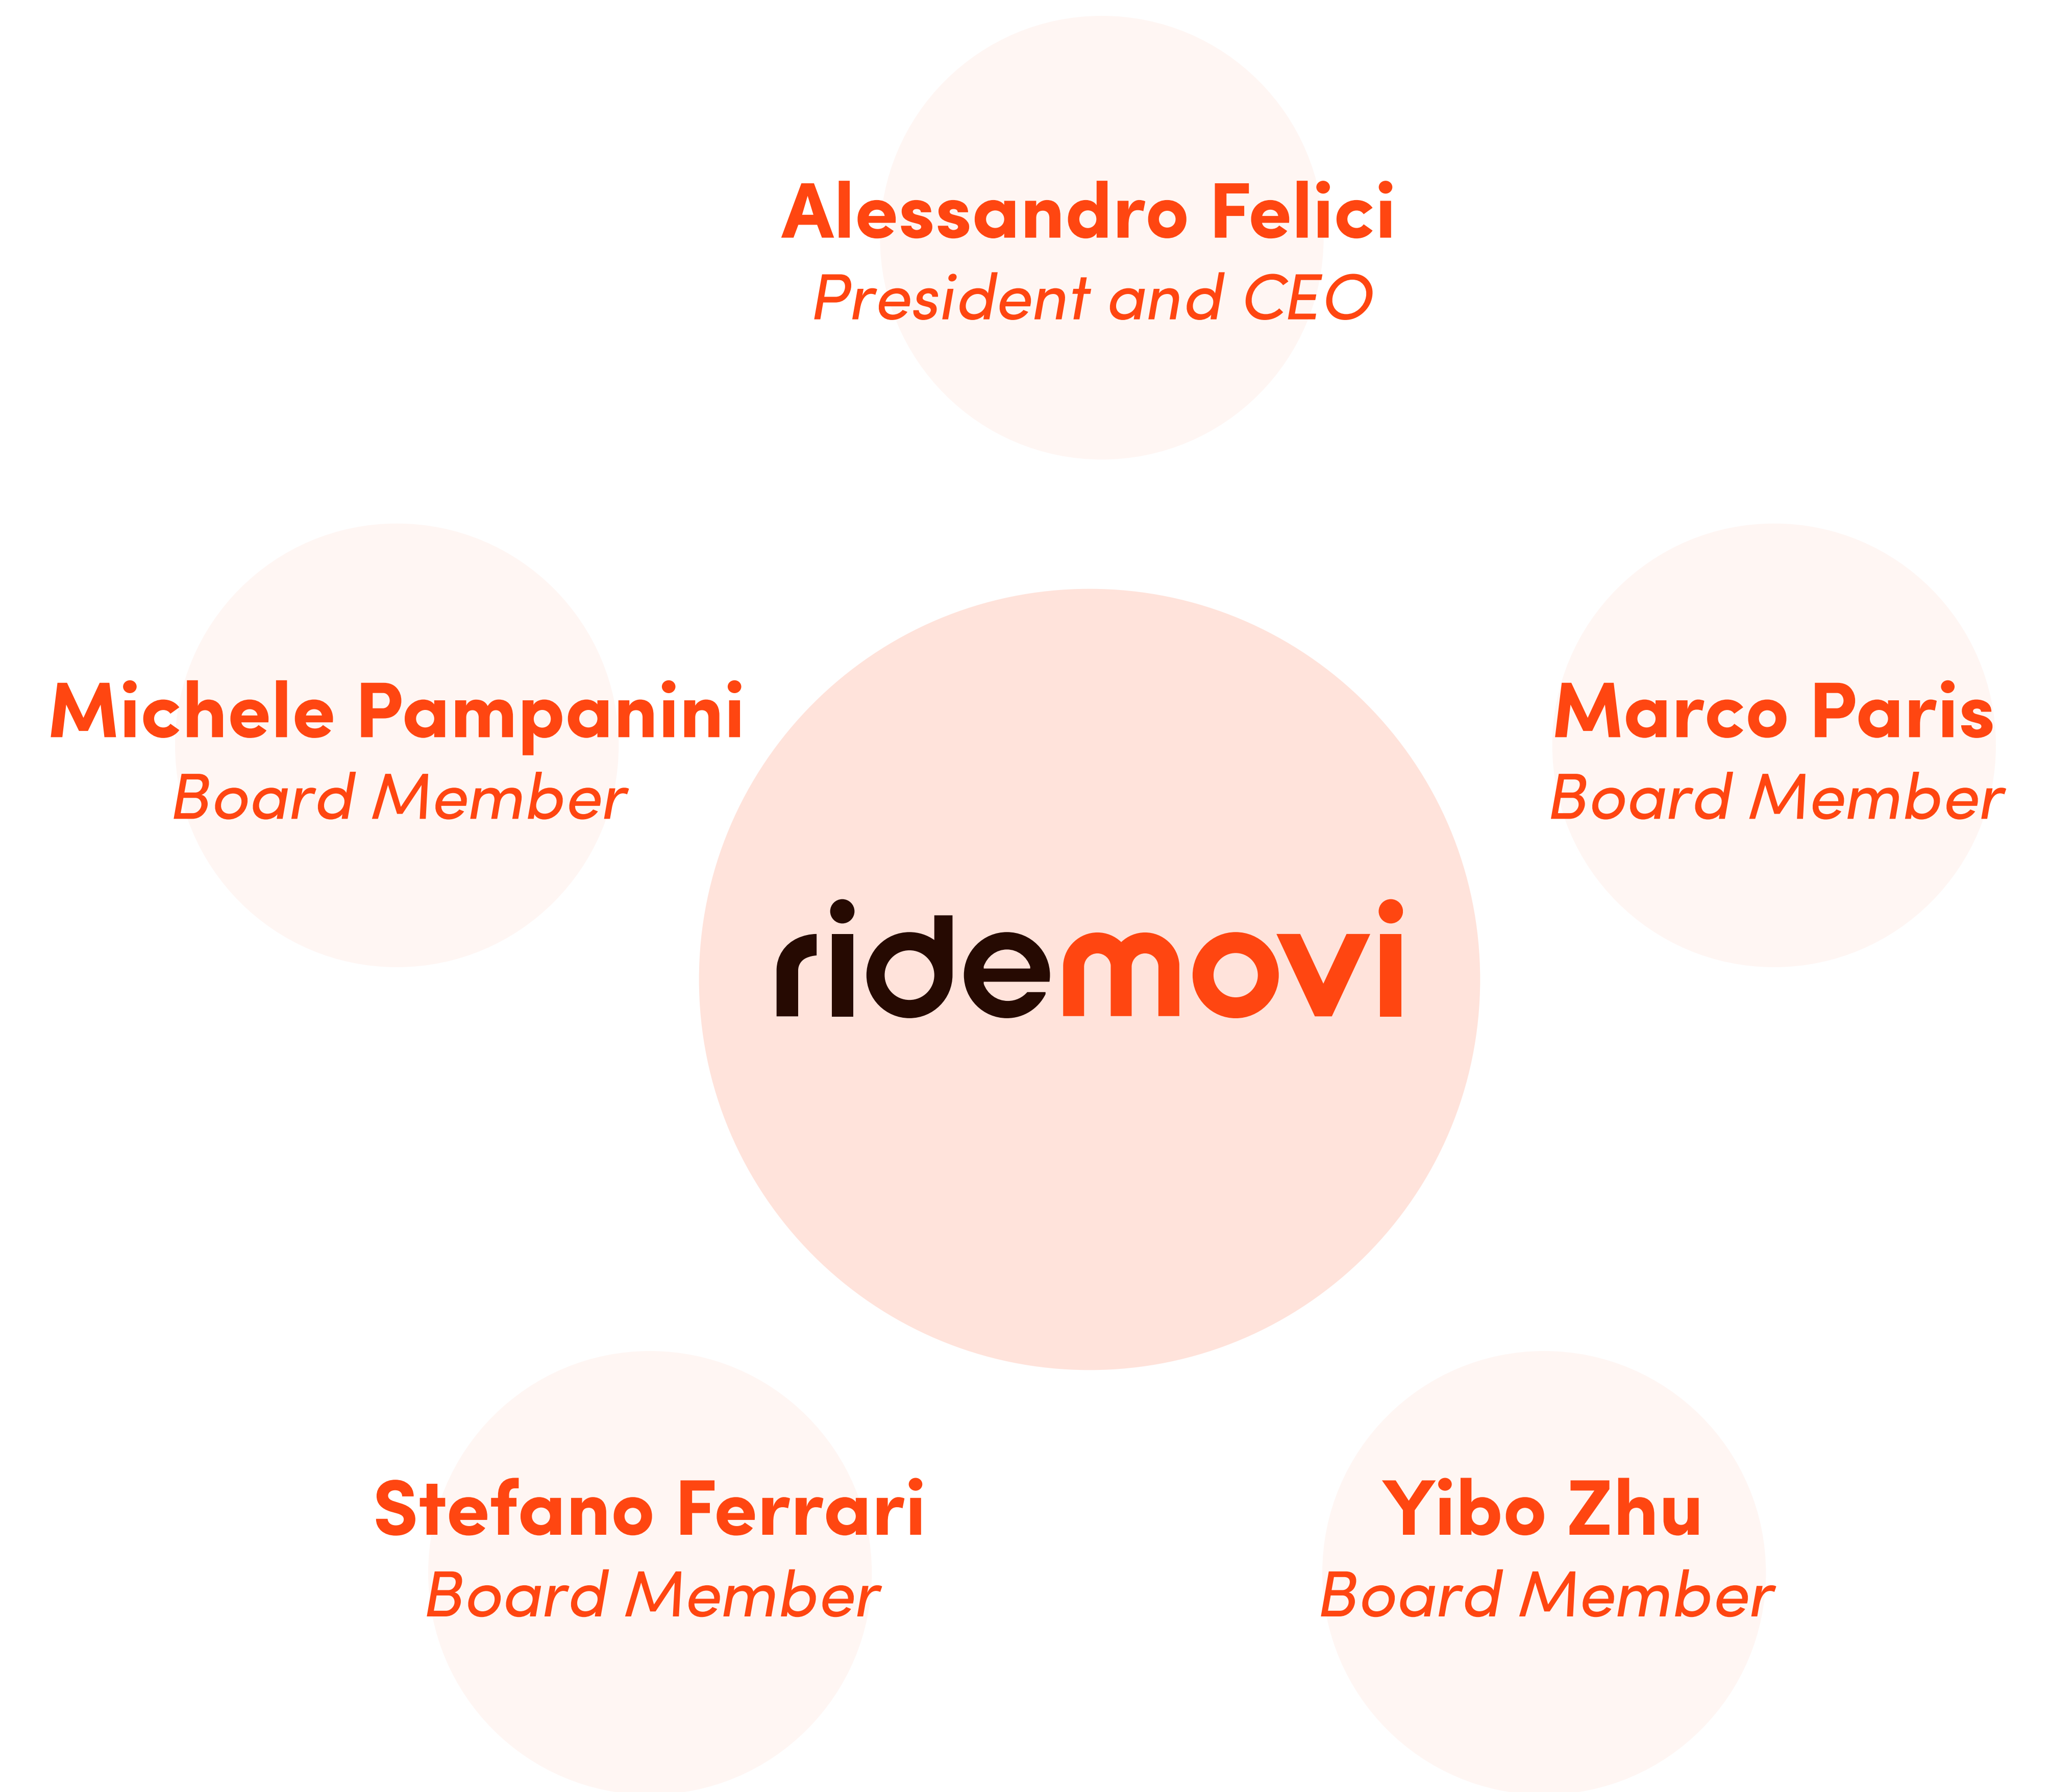 Alessandro Felici
President and CEO
Michele Pampanini
Board Member
Marco Paris
Board Member
ridemovi
Stefano Ferrari
Board Member
Yibo Zhu
Board Member